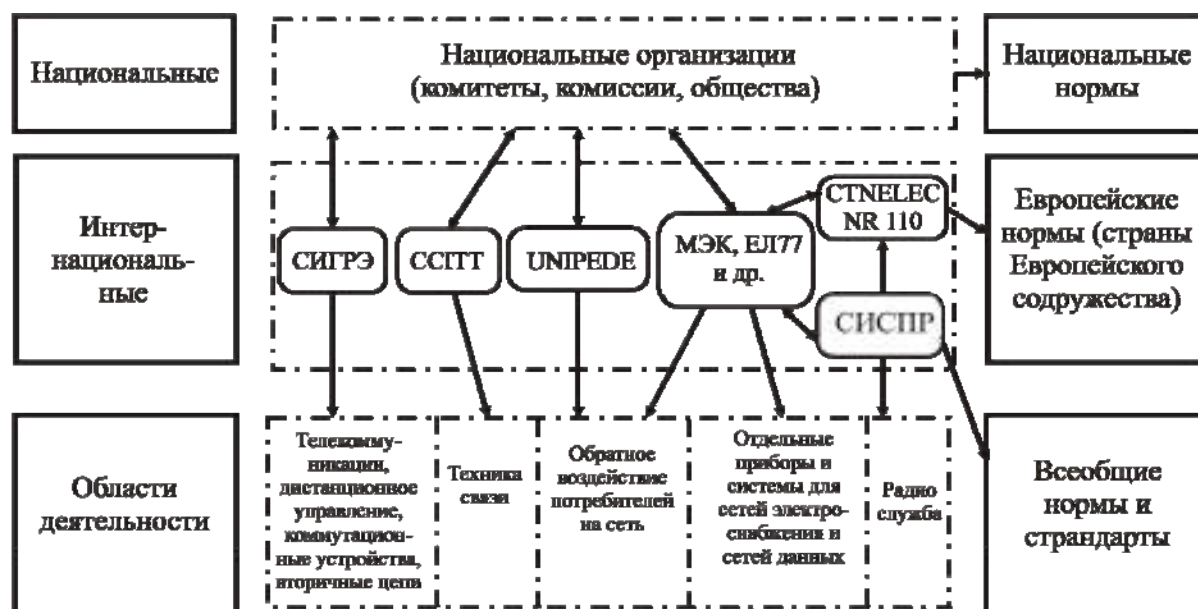 Национальные
Национальные организации
(комитеты, комиссии, общества)
Национальные
нормы
Интер-
националь-
ные
СИГРЭ
CCITT
UNIPEDE
МЭК, ЕЛ77
и др.
CTNELEC
NR 110
СИСПР
Европейские
нормы (страны
Европейского
содружества)
Области
деятельности
Телекомму-
никации,
дистанционное
управление,
коммутацион-
ные устройства,
вторичные цепи
Техника
связи
Обратное
воздействие
потребителей
на сеть
Отдельные
приборы и
системы для
сетей электро-
снабжения и
сетей данных
Радио
служба
Всеобщие
нормы и
страндарты